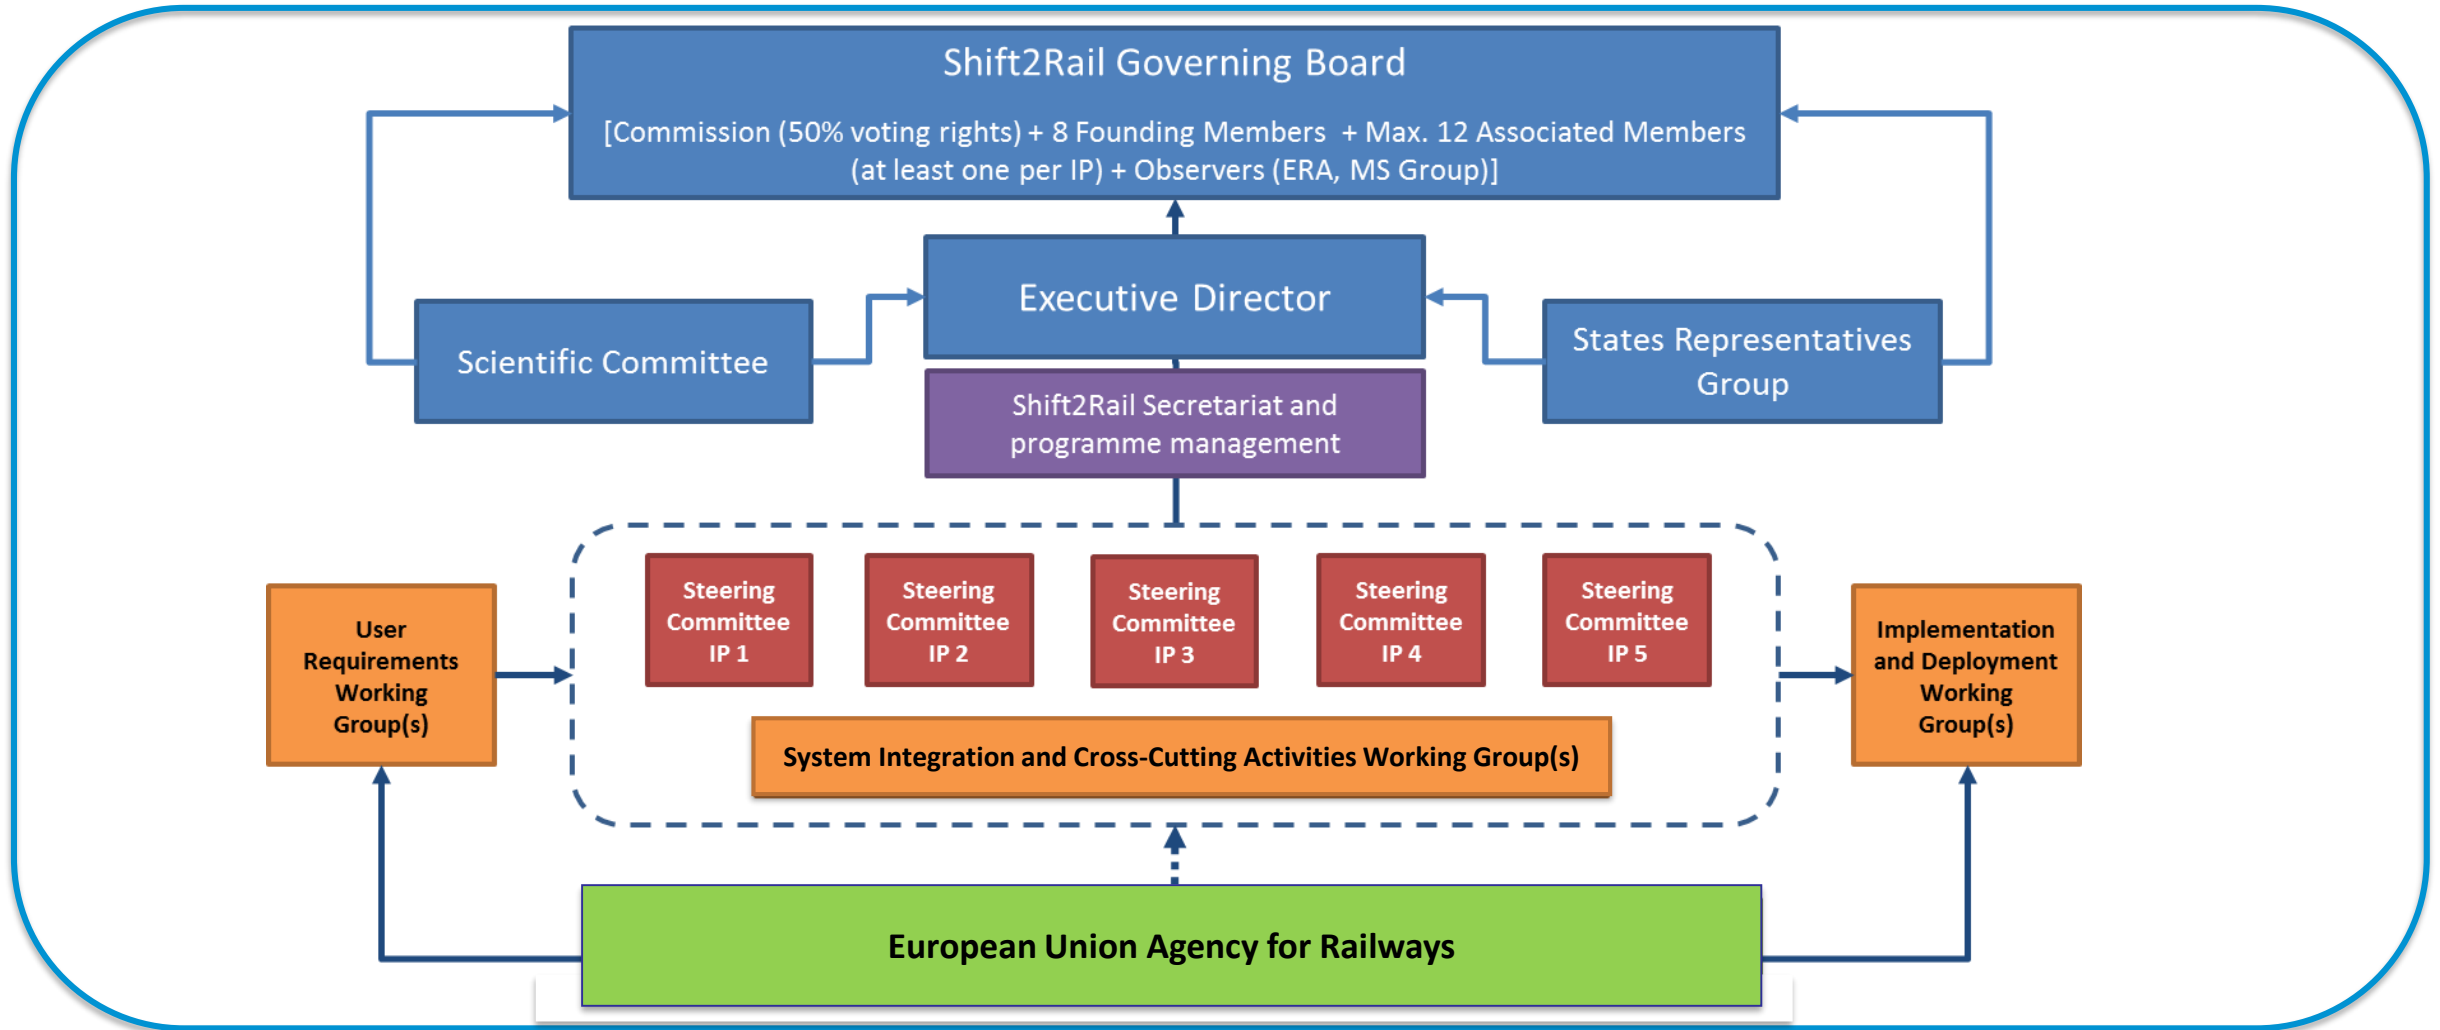 Shift2Rail Governing Board
[Commission (50% voting rights) + 8 Founding Members + Max. 12 Associated Members
(at least one per IP) + Observers (ERA, MS Group)]
Executive Director
Scientific Committee
States Representatives
Group
Shift2Rail Secretariat and
programme management
User
Requirements
Working
Group(s)
Steering
Committee
IP 1
Steering
Committee
IP 2
Steering
Committee
IP 3
Steering
Committee
IP 4
Steering
Committee
IP 5
Implementation
and Deployment
Working
Group(s)
System Integration and Cross-Cutting Activities Working Group(s)
European Union Agency for Railways